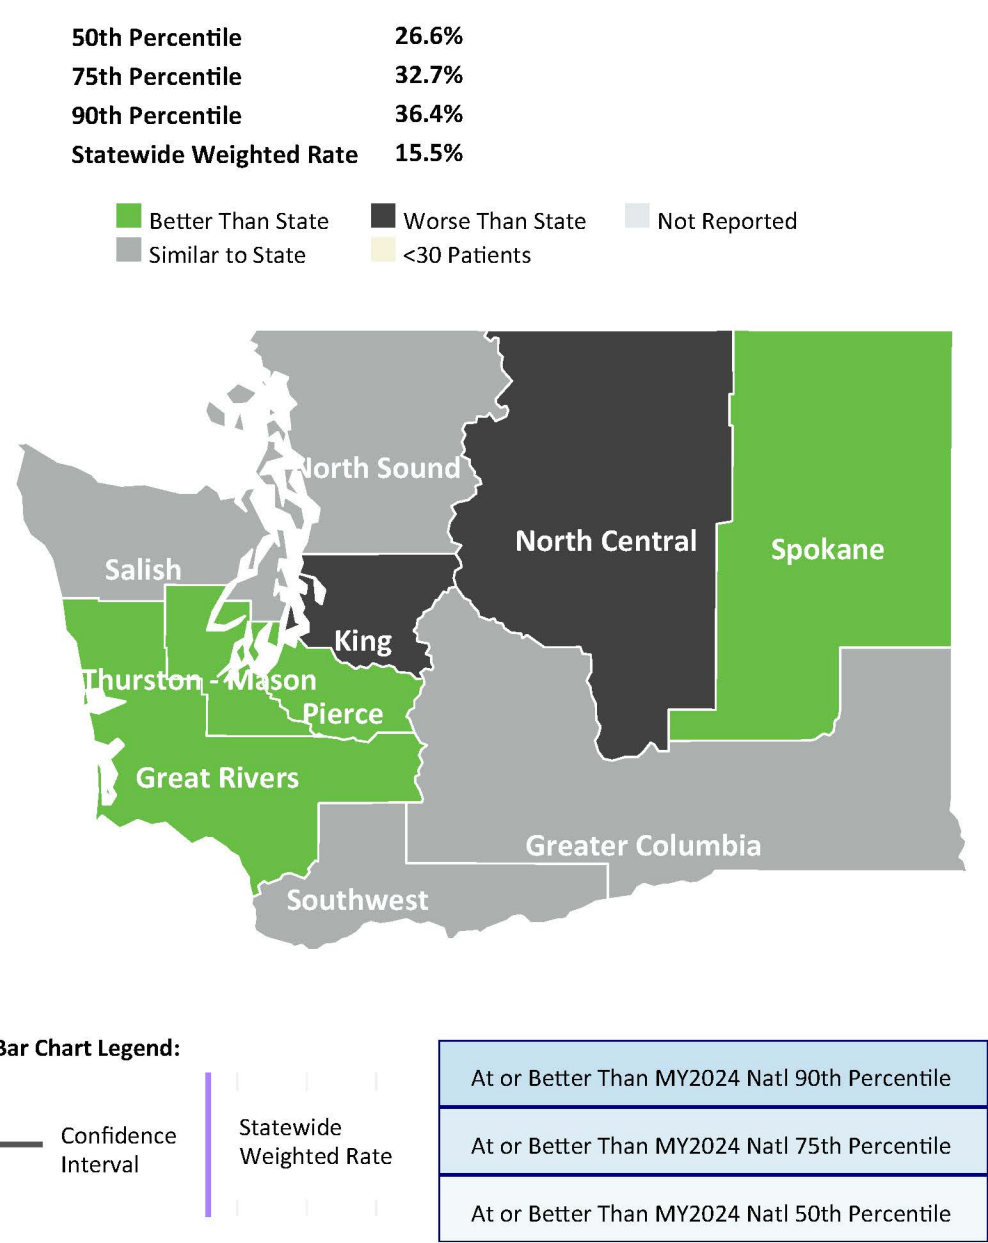 50th Percentile 26.6%
75th Percentile 32.7%
90th Percentile 36.4%
Statewide Weighted Rate 15.5%
Better Than State Worse Than State Not Reported
Similar to State <30 Patients
North Sound
North Central
Spokane
Salish
King
Thurston - Mason
Pierce
Great Rivers
Greater Columbia
Southwest
Bar Chart Legend:
Confidence
Interval
Statewide
Weighted Rate
At or Better Than MY2024 Natl 90th Percentile
At or Better Than MY2024 Natl 75th Percentile
At or Better Than MY2024 Natl 50th Percentile